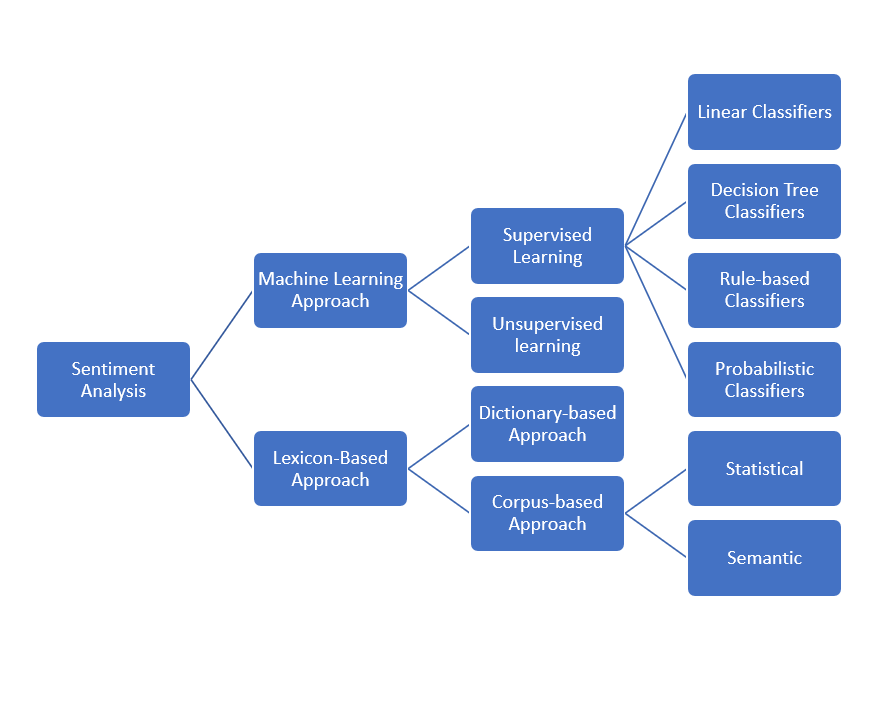 Sentiment
Analysis
Machine Learning
Approach
Lexicon-Based
Approach
Supervised
Learning
Unsupervised
learning
Dictionary-based
Approach
Corpus-based
Approach
Linear Classifiers
Decision Tree
Classifiers
Rule-based
Classifiers
Probabilistic
Classifiers
Statistical
Semantic